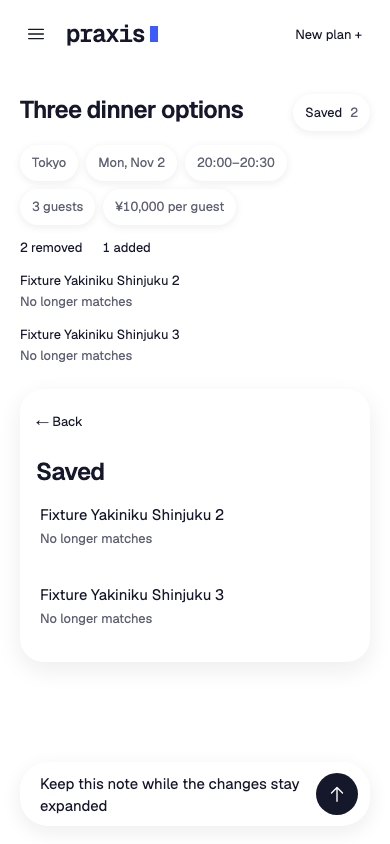 praxis
New plan +
Three dinner options
Saved 2
Tokyo
Mon, Nov 2
20:00–20:30
3 guests
¥10,000 per guest
2 removed
1 added
Fixture Yakiniku Shinjuku 2
No longer matches
Fixture Yakiniku Shinjuku 3
No longer matches
← Back
Saved
Fixture Yakiniku Shinjuku 2
No longer matches
Fixture Yakiniku Shinjuku 3
No longer matches
Keep this note while the changes stay
expanded